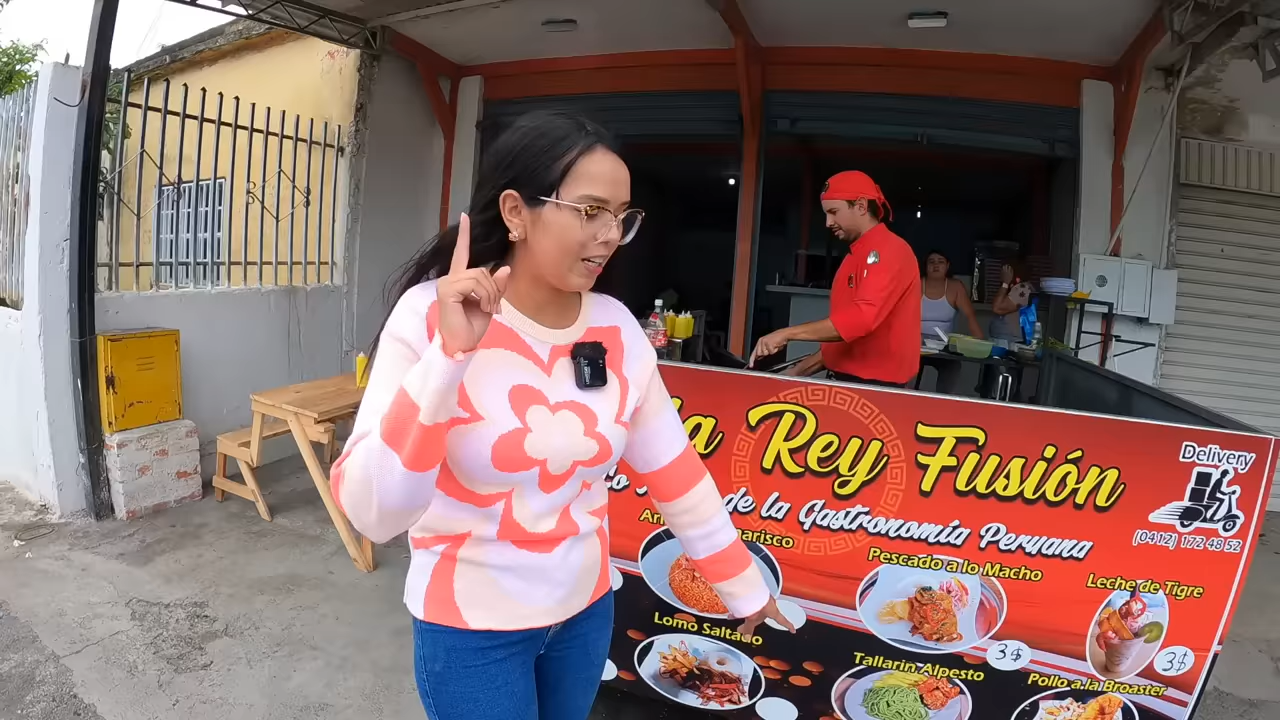 Rey Fusión
de la Gastronomía Peruana
Delivery
(0412) 172 48 52
Pescado a lo Macho
Leche de Tigre
Lomo Saltado
3$
3$
Tallarin Alpesto
Pollo a la Broaster